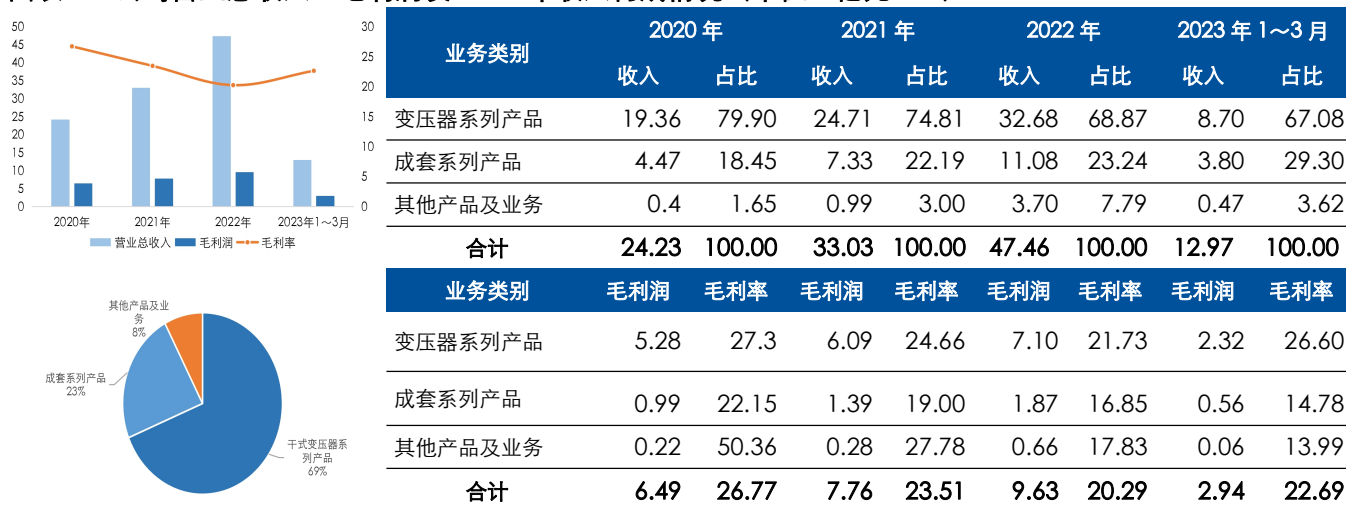 50
45
40
35
30
25
20
15
10
5
0
30
25
20
15
10
5
0
2020年 2021年 2022年 2023年1～3月
营业总收入 毛利润 毛利率
其他产品及业
务
8%
成套系列产品
23%
干式变压器系
列产品
69%
业务类别 2020 年 2021 年 2022 年 2023 年 1～3 月
收入 占比 收入 占比 收入 占比 收入 占比
变压器系列产品 19.36 79.90 24.71 74.81 32.68 68.87 8.70 67.08
成套系列产品 4.47 18.45 7.33 22.19 11.08 23.24 3.80 29.30
其他产品及业务 0.4 1.65 0.99 3.00 3.70 7.79 0.47 3.62
合计 24.23 100.00 33.03 100.00 47.46 100.00 12.97 100.00
业务类别 毛利润 毛利率 毛利润 毛利率 毛利润 毛利率 毛利润 毛利率
变压器系列产品 5.28 27.3 6.09 24.66 7.10 21.73 2.32 26.60
成套系列产品 0.99 22.15 1.39 19.00 1.87 16.85 0.56 14.78
其他产品及业务 0.22 50.36 0.28 27.78 0.66 17.83 0.06 13.99
合计 6.49 26.77 7.76 23.51 9.63 20.29 2.94 22.69